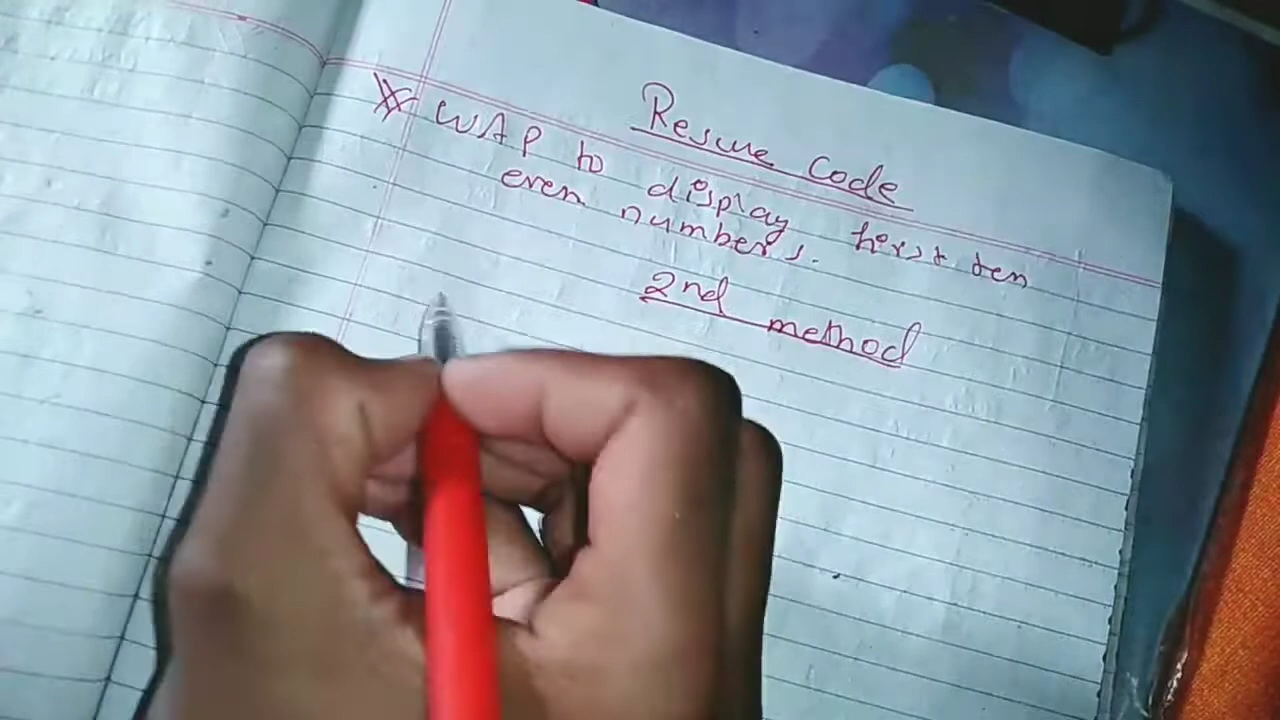 Rescue Code
WAP to display first ten
even numbers.
2nd method